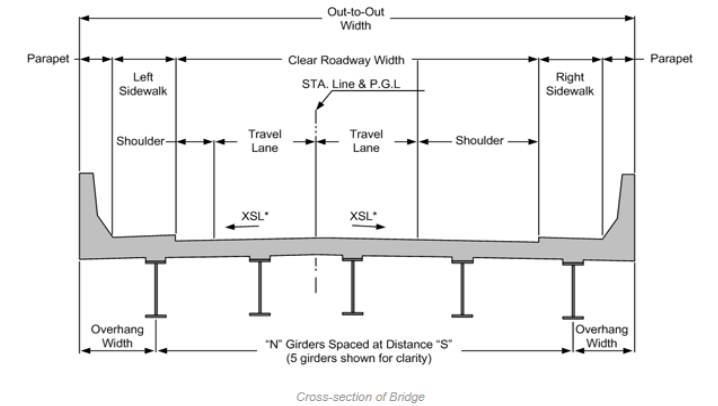 Out-to-Out
Width
Parapet
Clear Roadway Width
Parapet
Left
Sidewalk
Right
Sidewalk
STA. Line & P.G.L
Shoulder
Travel
Lane
Travel
Lane
Shoulder
XSL*
XSL*
Overhang
Width
"N" Girders Spaced at Distance "S"
(5 girders shown for clarity)
Overhang
Width
Cross-section of Bridge